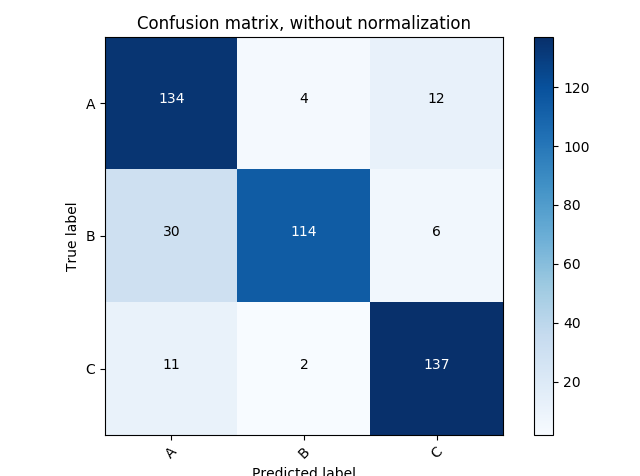 Confusion matrix, without normalization
A 134 4 12
B 30 114 6
C 11 2 137
A B C
True label
Predicted label
120
100
80
60
40
20